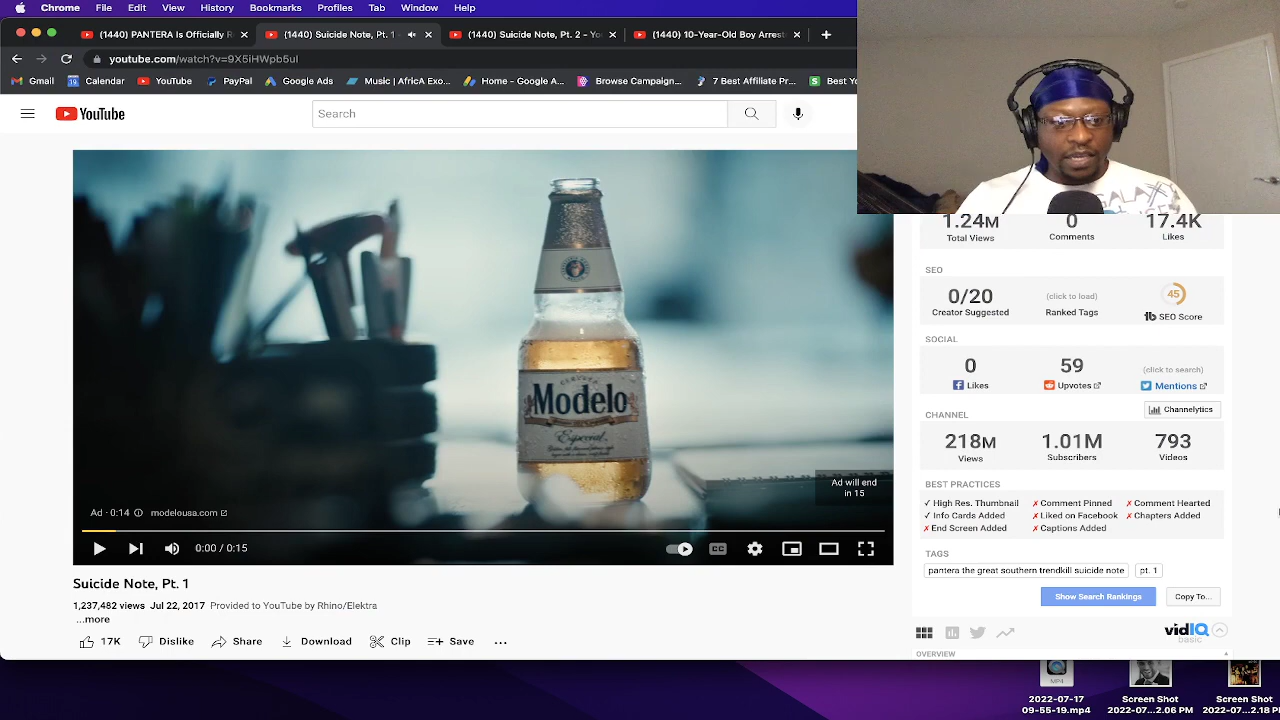 Chrome File Edit View History Bookmarks Profiles Tab Window Help
(1440) PANTERA Is Officially R
(1440) Suicide Note, Pt. 1 -
(1440) Suicide Note, Pt. 2 - Yo
(1440) 10-Year-Old Boy Arrest
youtube.com/watch?v=9X5iHWpb5uI
Gmail Calendar YouTube PayPal Google Ads Music | Africa Exp... Home - Google A... Browse Campaign... 7 Best Affiliate Pr Best Yo
YouTube
Search
CERVEZA
Modelo
Especial
Ad will end
in 15
Ad · 0:14 modelousa.com
0:00 / 0:15
CC
Suicide Note, Pt. 1
1,237,482 views Jul 22, 2017 Provided to YouTube by Rhino/Elektra
...more
17K Dislike Share Download Clip Save ...
GALAX
1.24M 0 17.4K
Total Views Comments Likes
SEO
0/20 (click to load) 45
Creator Suggested Ranked Tags tb SEO Score
SOCIAL
0 59 (click to search)
Likes Upvotes Mentions
CHANNEL Channelytics
218M 1.01M 793
Views Subscribers Videos
BEST PRACTICES
✓ High Res. Thumbnail ✗ Comment Pinned ✗ Comment Hearted
✓ Info Cards Added ✗ Liked on Facebook ✗ Chapters Added
✗ End Screen Added ✗ Captions Added
TAGS
pantera the great southern trendkill suicide note pt. 1
Show Search Rankings Copy To...
vidIQ
basic
OVERVIEW
MP4
2022-07-17 Screen Shot Screen Shot
09-55-19.mp4 2022-07...2.06 PM 2022-07...2.18 PM